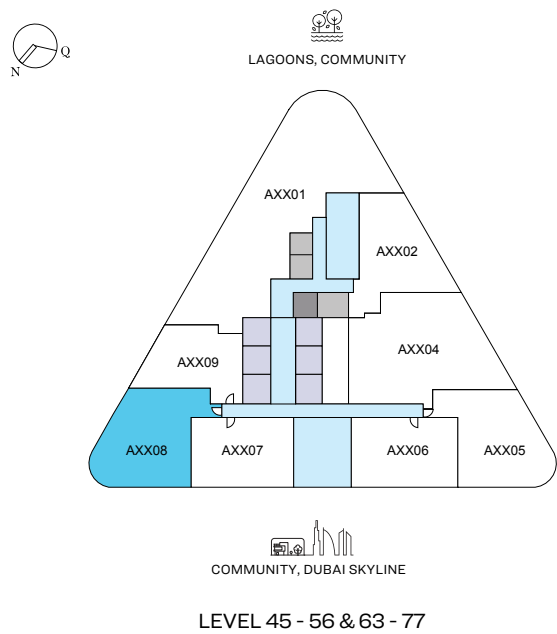 LAGOONS, COMMUNITY
N
Q
AXX01
AXX02
AXX04
AXX09
AXX08
AXX07
AXX06
AXX05
COMMUNITY, DUBAI SKYLINE
LEVEL 45 - 56 & 63 - 77